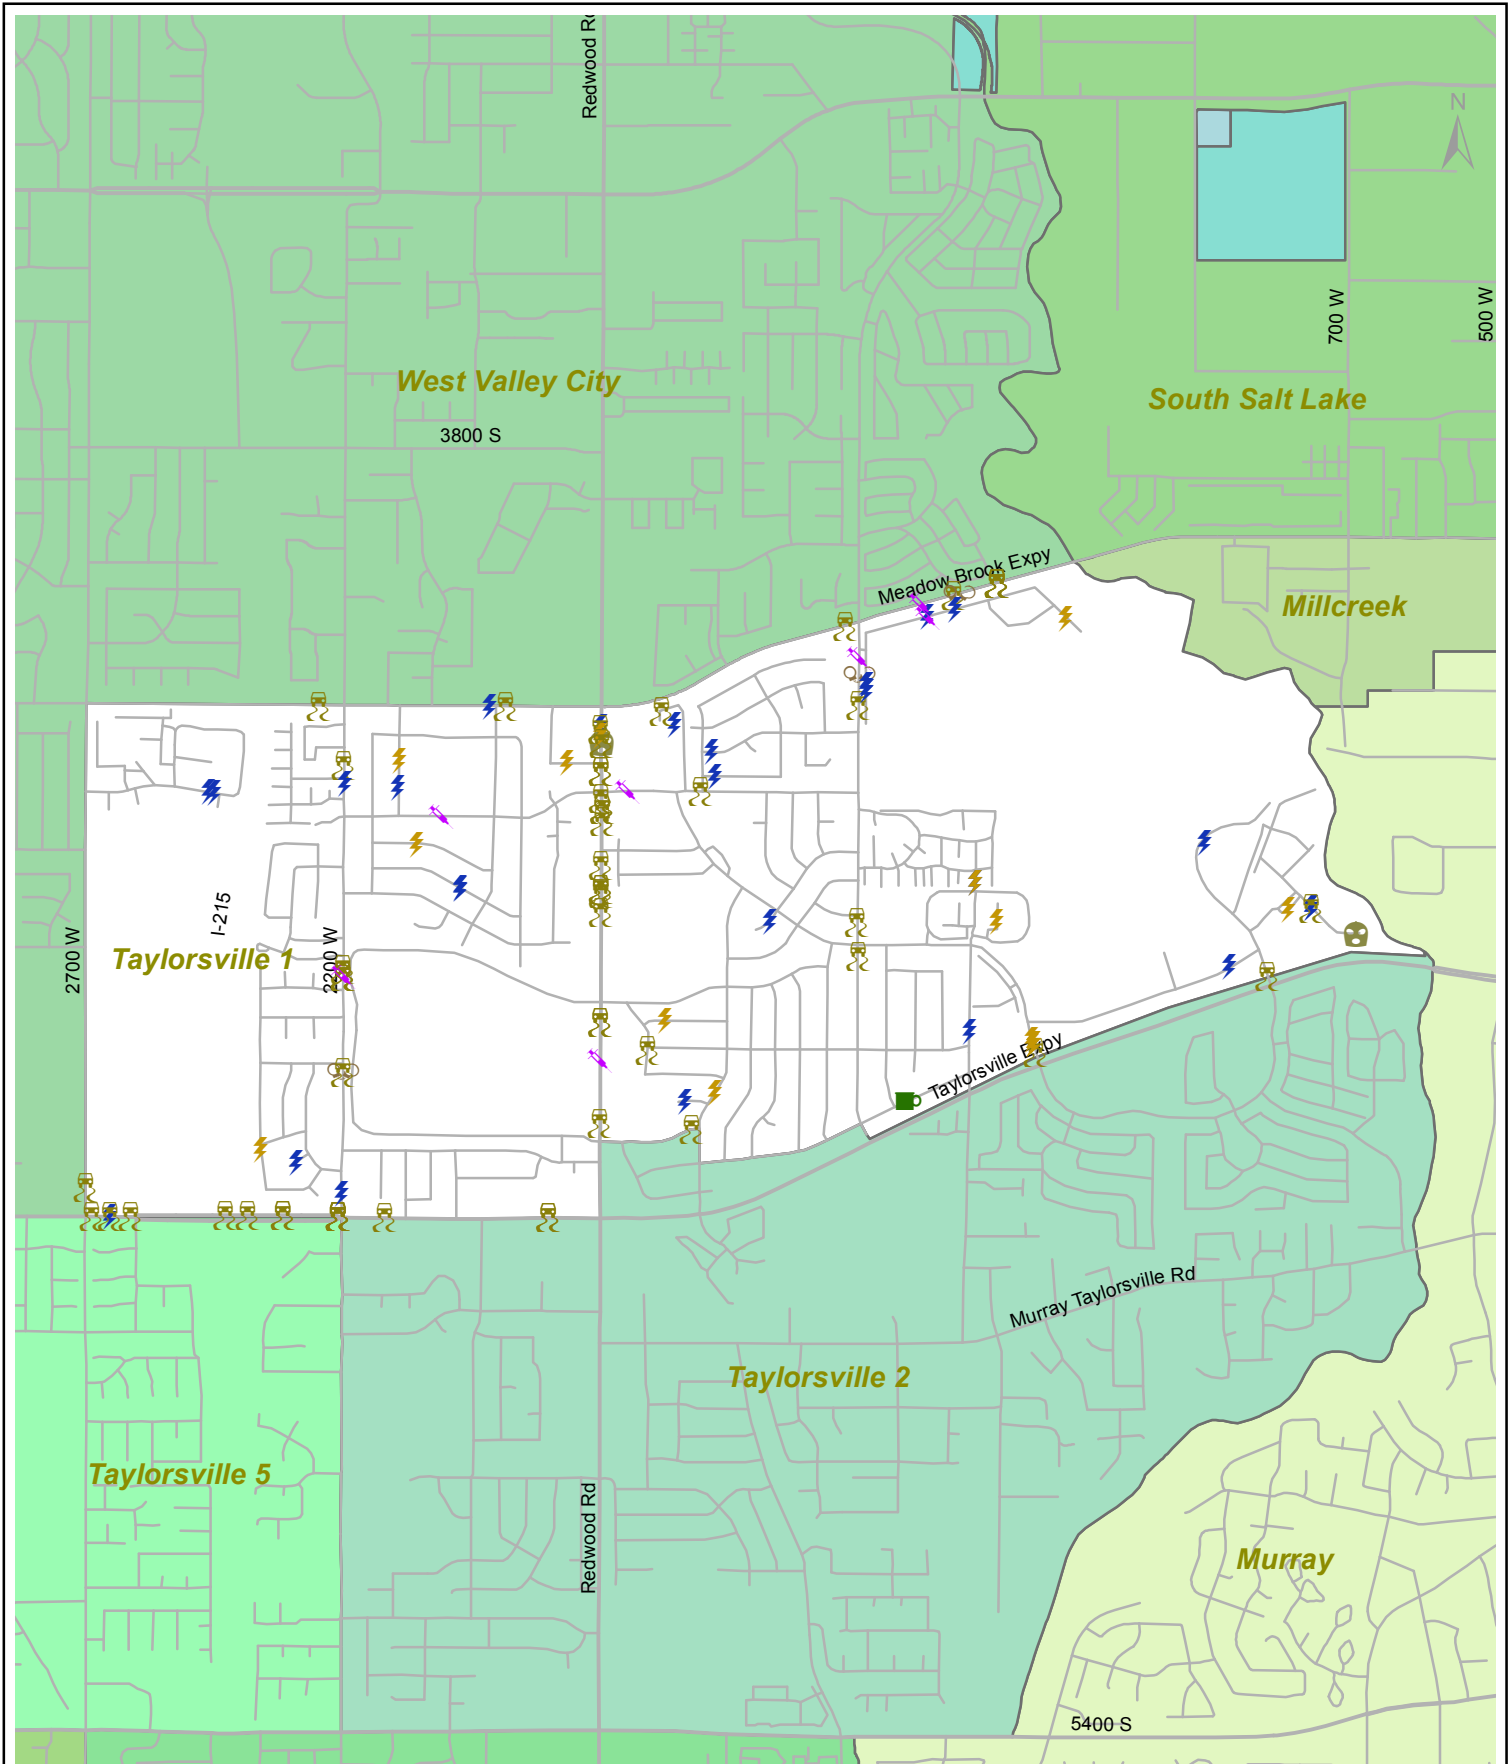 Redwood Rd
N
700 W
500 W
West Valley City
South Salt Lake
3800 S
Meadow Brook Expy
Millcreek
I-215
2700 W
Taylorsville 1
2200 W
Taylorsville Expy
Murray Taylorsville Rd
Taylorsville 2
Taylorsville 5
Redwood Rd
Murray
5400 S